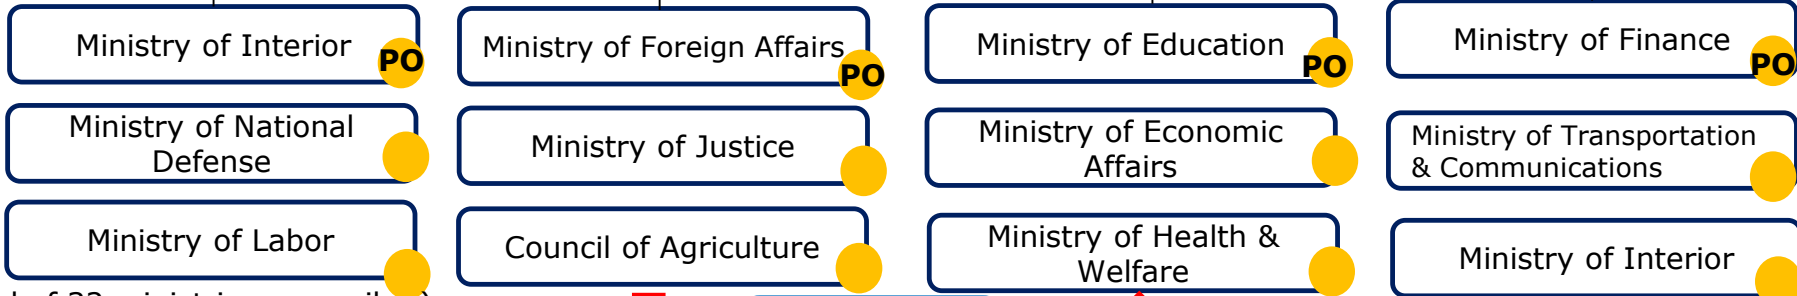 Ministry of Interior
PO
Ministry of Foreign Affairs
PO
Ministry of Education
PO
Ministry of Finance
PO
Ministry of National
Defense
Ministry of Justice
Ministry of Economic
Affairs
Ministry of Transportation
& Communications
Ministry of Labor
Council of Agriculture
Ministry of Health &
Welfare
Ministry of Interior